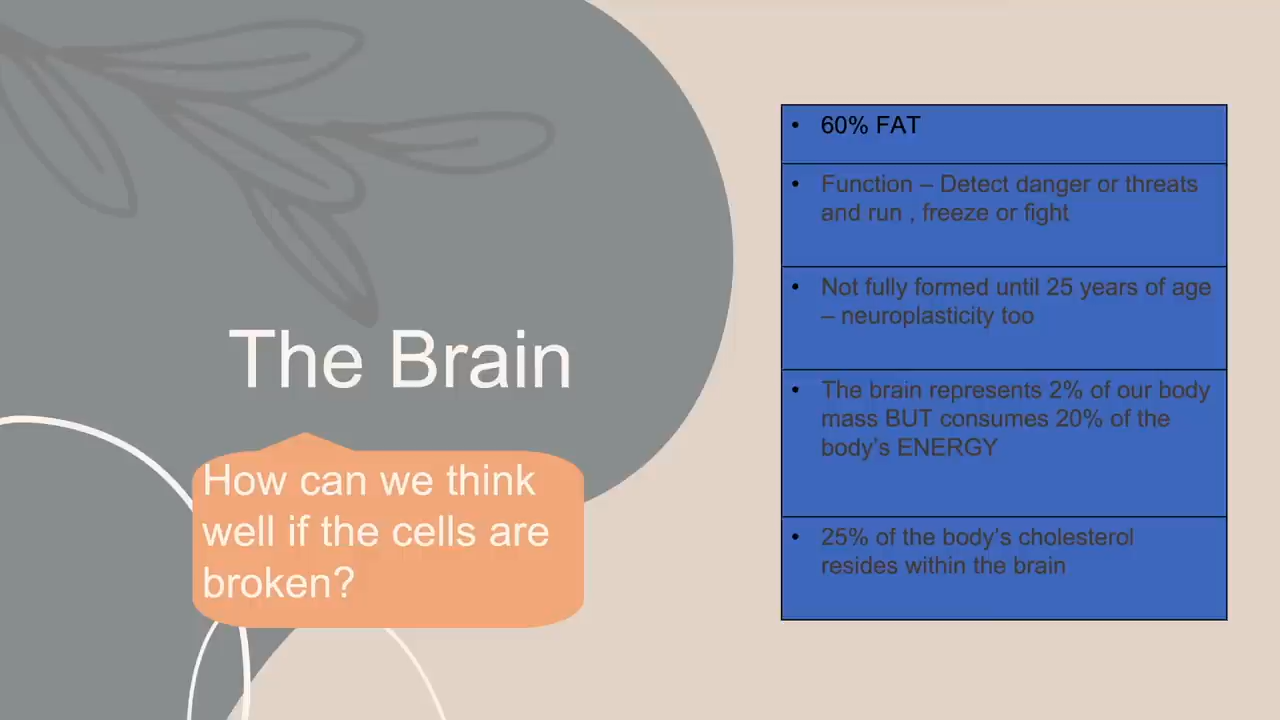 The Brain
How can we think
well if the cells are
broken?
• 60% FAT
• Function – Detect danger or threats
and run , freeze or fight
• Not fully formed until 25 years of age
– neuroplasticity too
• The brain represents 2% of our body
mass BUT consumes 20% of the
body's ENERGY
• 25% of the body's cholesterol
resides within the brain